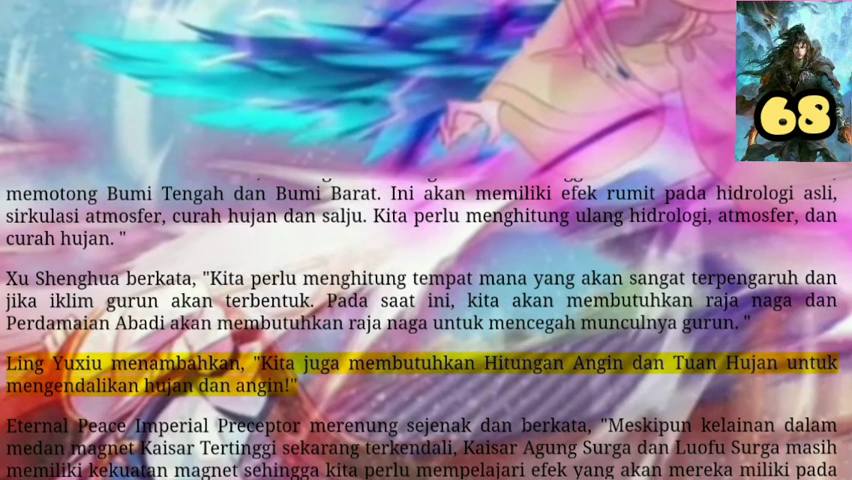 68
memotong Bumi Tengah dan Bumi Barat. Ini akan memiliki efek rumit pada hidrologi asli,
sirkulasi atmosfer, curah hujan dan salju. Kita perlu menghitung ulang hidrologi, atmosfer, dan
curah hujan. "
Xu Shenghua berkata, "Kita perlu menghitung tempat mana yang akan sangat terpengaruh dan
jika iklim gurun akan terbentuk. Pada saat ini, kita akan membutuhkan raja naga dan
Perdamaian Abadi akan membutuhkan raja naga untuk mencegah munculnya gurun. "
Ling Yuxiu menambahkan, "Kita juga membutuhkan Hitungan Angin dan Tuan Hujan untuk
mengendalikan hujan dan angin!"
Eternal Peace Imperial Preceptor merenung sejenak dan berkata, "Meskipun kelainan dalam
medan magnet Kaisar Tertinggi sekarang terkendali, Kaisar Agung Surga dan Luofu Surga masih
memiliki kekuatan magnet sehingga kita perlu mempelajari efek yang akan mereka miliki pada